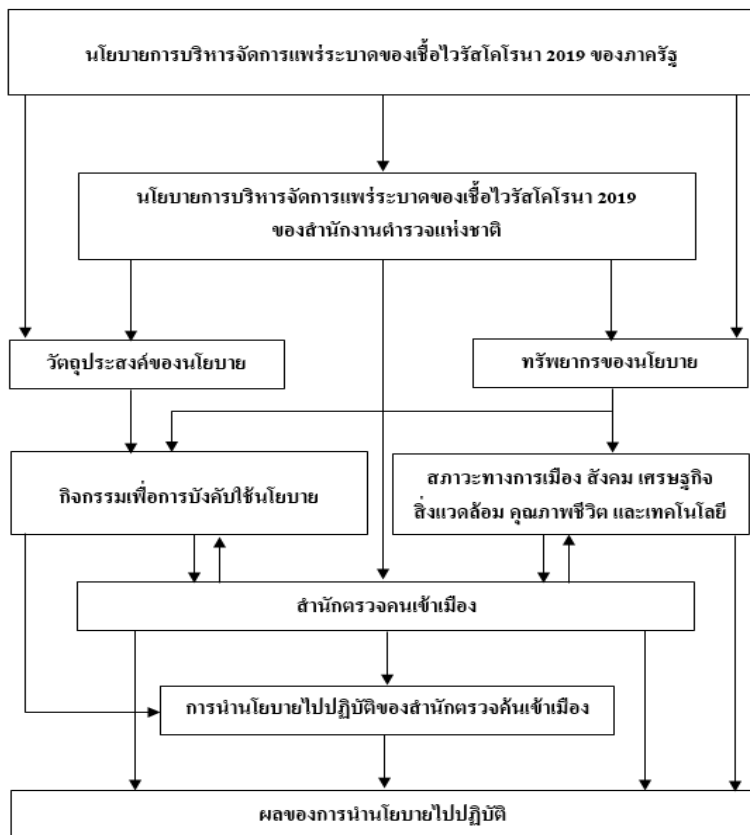 นโยบายการบริหารจัดการแพร่ระบาดของเชื้อไวรัสโคโรนา 2019 ของภาครัฐ
นโยบายการบริหารจัดการแพร่ระบาดของเชื้อไวรัสโคโรนา 2019
ของสำนักงานตำรวจแห่งชาติ
วัตถุประสงค์ของนโยบาย
ทรัพยากรของนโยบาย
กิจกรรมเพื่อการบังคับใช้นโยบาย
สภาวะทางการเมือง สังคม เศรษฐกิจ
สิ่งแวดล้อม คุณภาพชีวิต และเทคโนโลยี
สำนักตรวจคนเข้าเมือง
การนำนโยบายไปปฏิบัติของสำนักตรวจค้นเข้าเมือง
ผลของการนำนโยบายไปปฏิบัติ